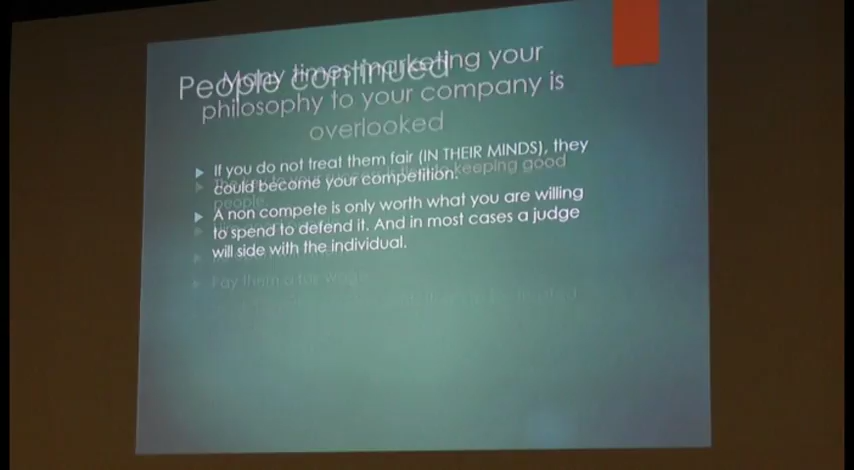 People continued
Many times marketing your
philosophy to your company is
overlooked
If you do not treat them fair (IN THEIR MINDS), they
could become your competition.
keeping good
people.
A non compete is only worth what you are willing
to spend to defend it. And in most cases a judge
will side with the individual.
Pay them a fair wage